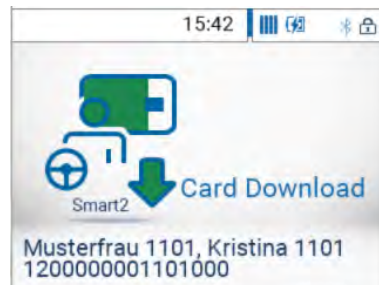 15:42
Card Download
Smart2
Musterfrau 1101, Kristina 1101
1200000001101000